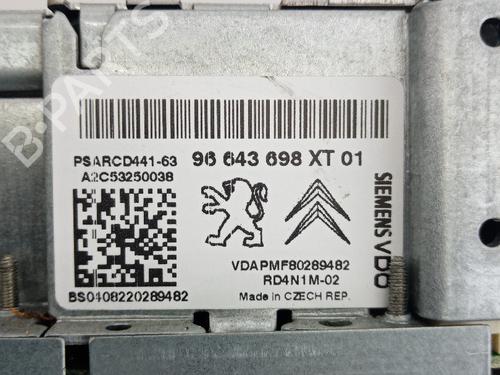 PSARCD441-63 96 643 698 XT 01
A2C53250038
SIEMENS VDO
VDAPMF80289482
RD4N1M-02
BS0408220289482 Made in CZECH REP.
B-PARTS